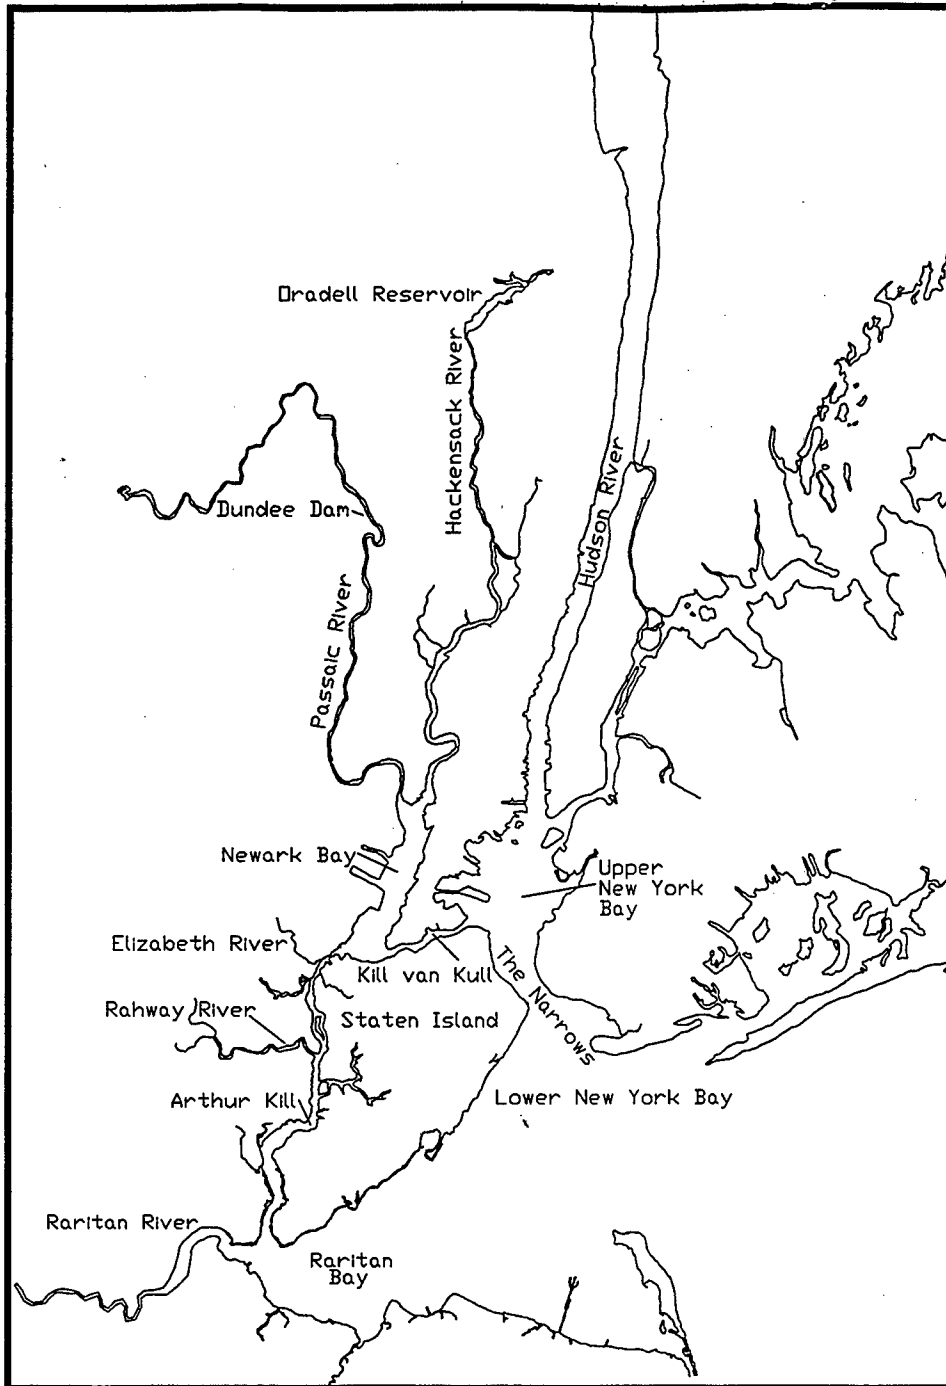 Oradell Reservoir
Hackensack River
Hudson River
Dundee Dam
Passaic River
Newark Bay
Upper
New York
Bay
Elizabeth River
Kill van Kull
The Narrows
Rahway River
Staten Island
Arthur Kill
Lower New York Bay
Raritan River
Raritan
Bay